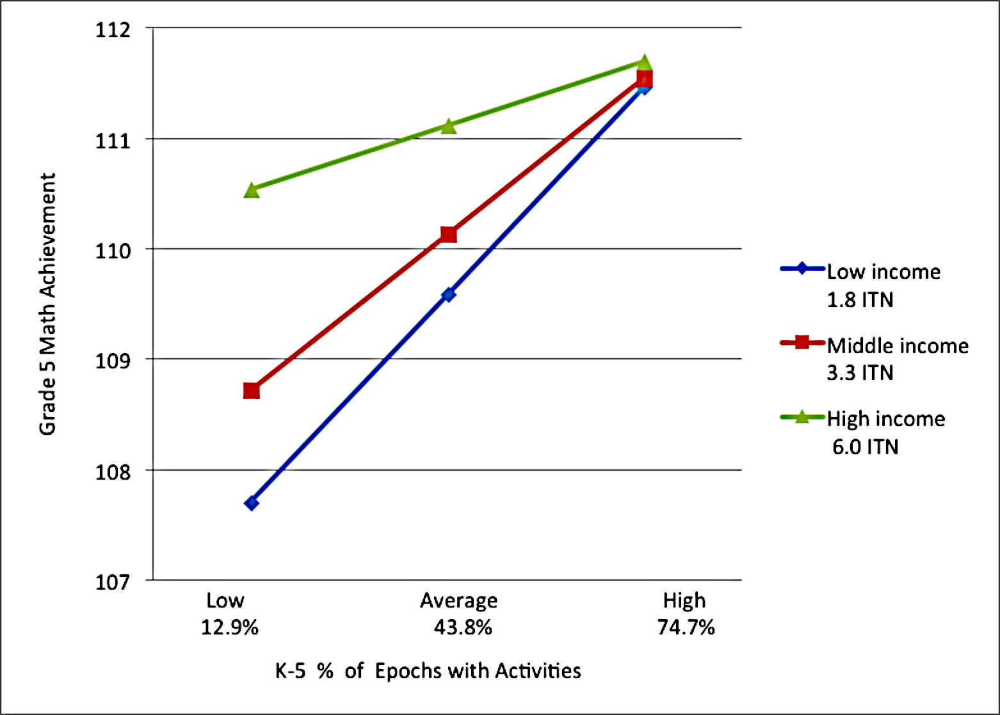 112
111
110
109
108
107
Grade 5 Math Achievement
Low
12.9%
Average
43.8%
High
74.7%
K-5 % of Epochs with Activities
Low income
1.8 ITN
Middle income
3.3 ITN
High income
6.0 ITN